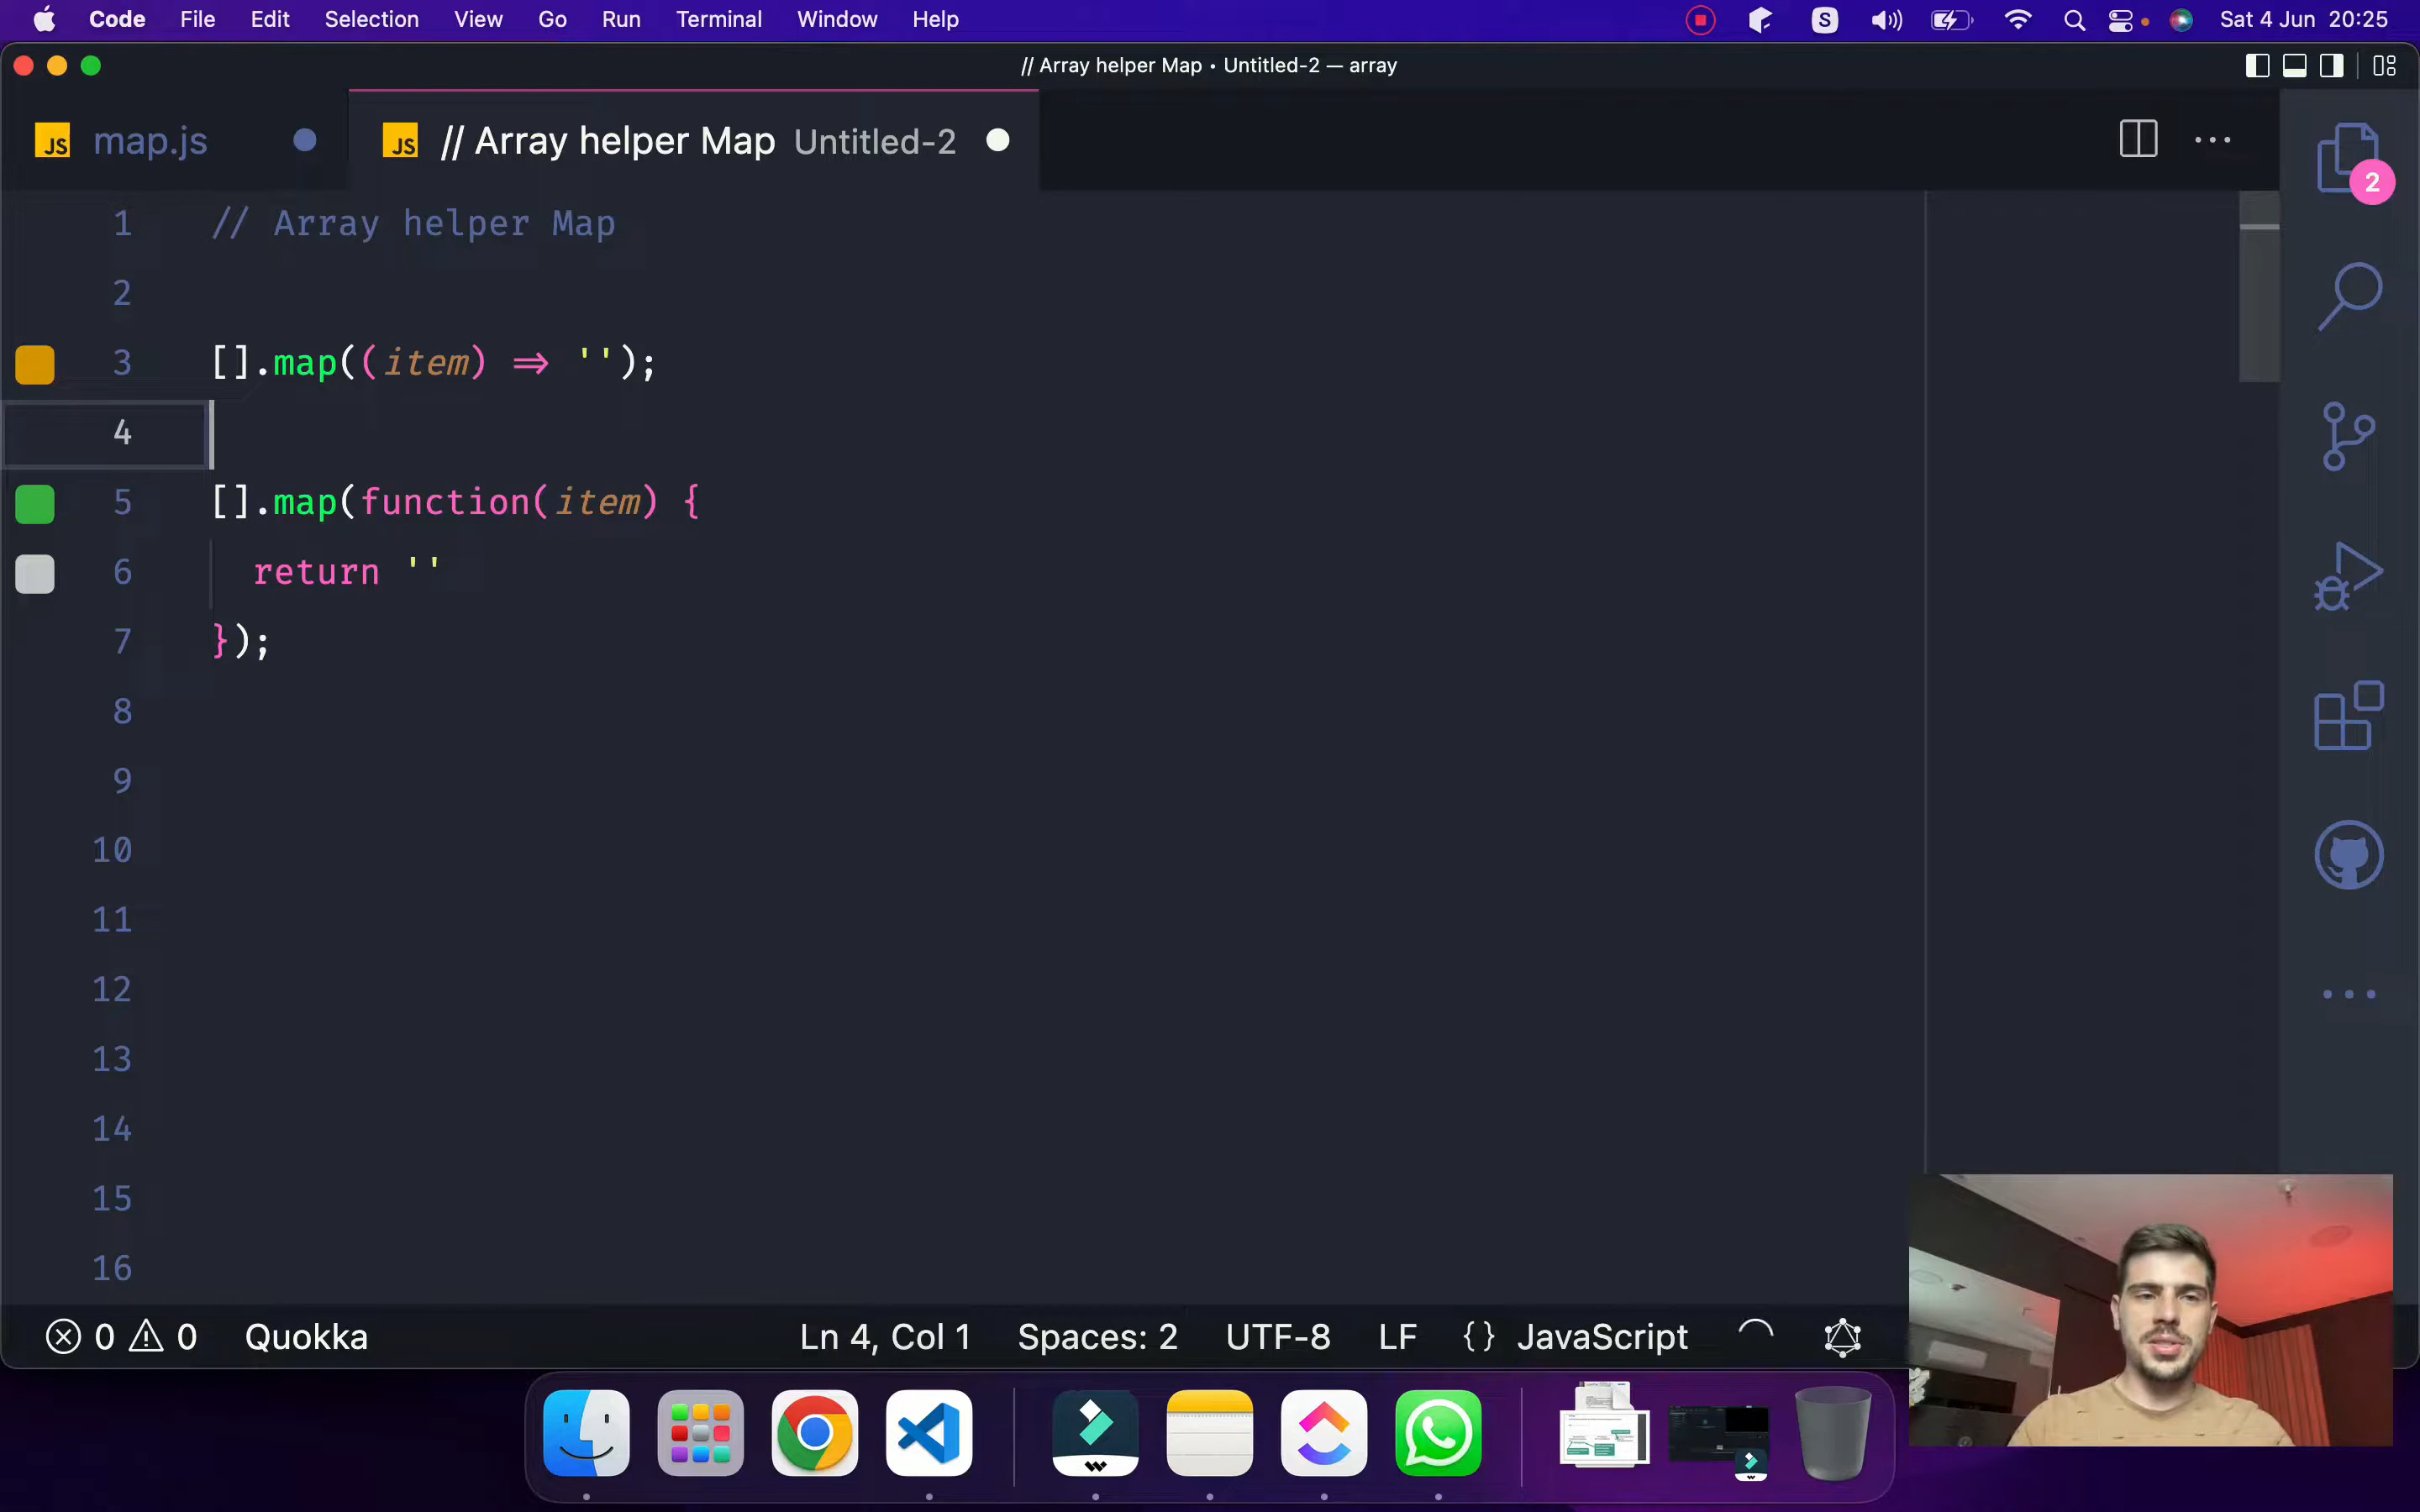 Code File Edit Selection View Go Run Terminal Window Help S Sat 4 Jun 20:25
// Array helper Map • Untitled-2 — array
JS map.js JS // Array helper Map Untitled-2
2
1 // Array helper Map
2
3 [].map((item) => '');
4
5 [].map(function(item) {
6 return ''
7 });
8
9
10
11
12
13
14
15
16
0 0 Quokka Ln 4, Col 1 Spaces: 2 UTF-8 LF {} JavaScript